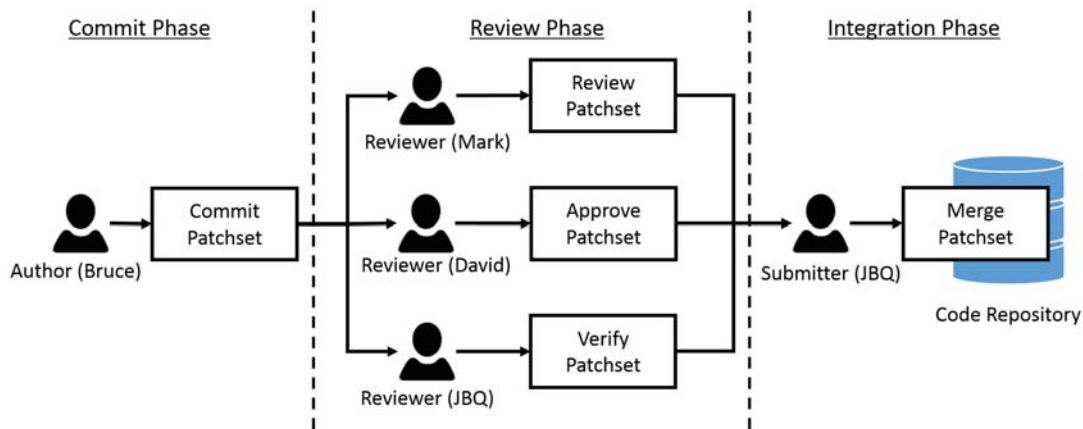 Commit Phase
Review Phase
Integration Phase
Reviewer (Mark)
Review
Patchset
Author (Bruce)
Commit
Patchset
Reviewer (David)
Approve
Patchset
Submitter (JBQ)
Merge
Patchset
Code Repository
Reviewer (JBQ)
Verify
Patchset